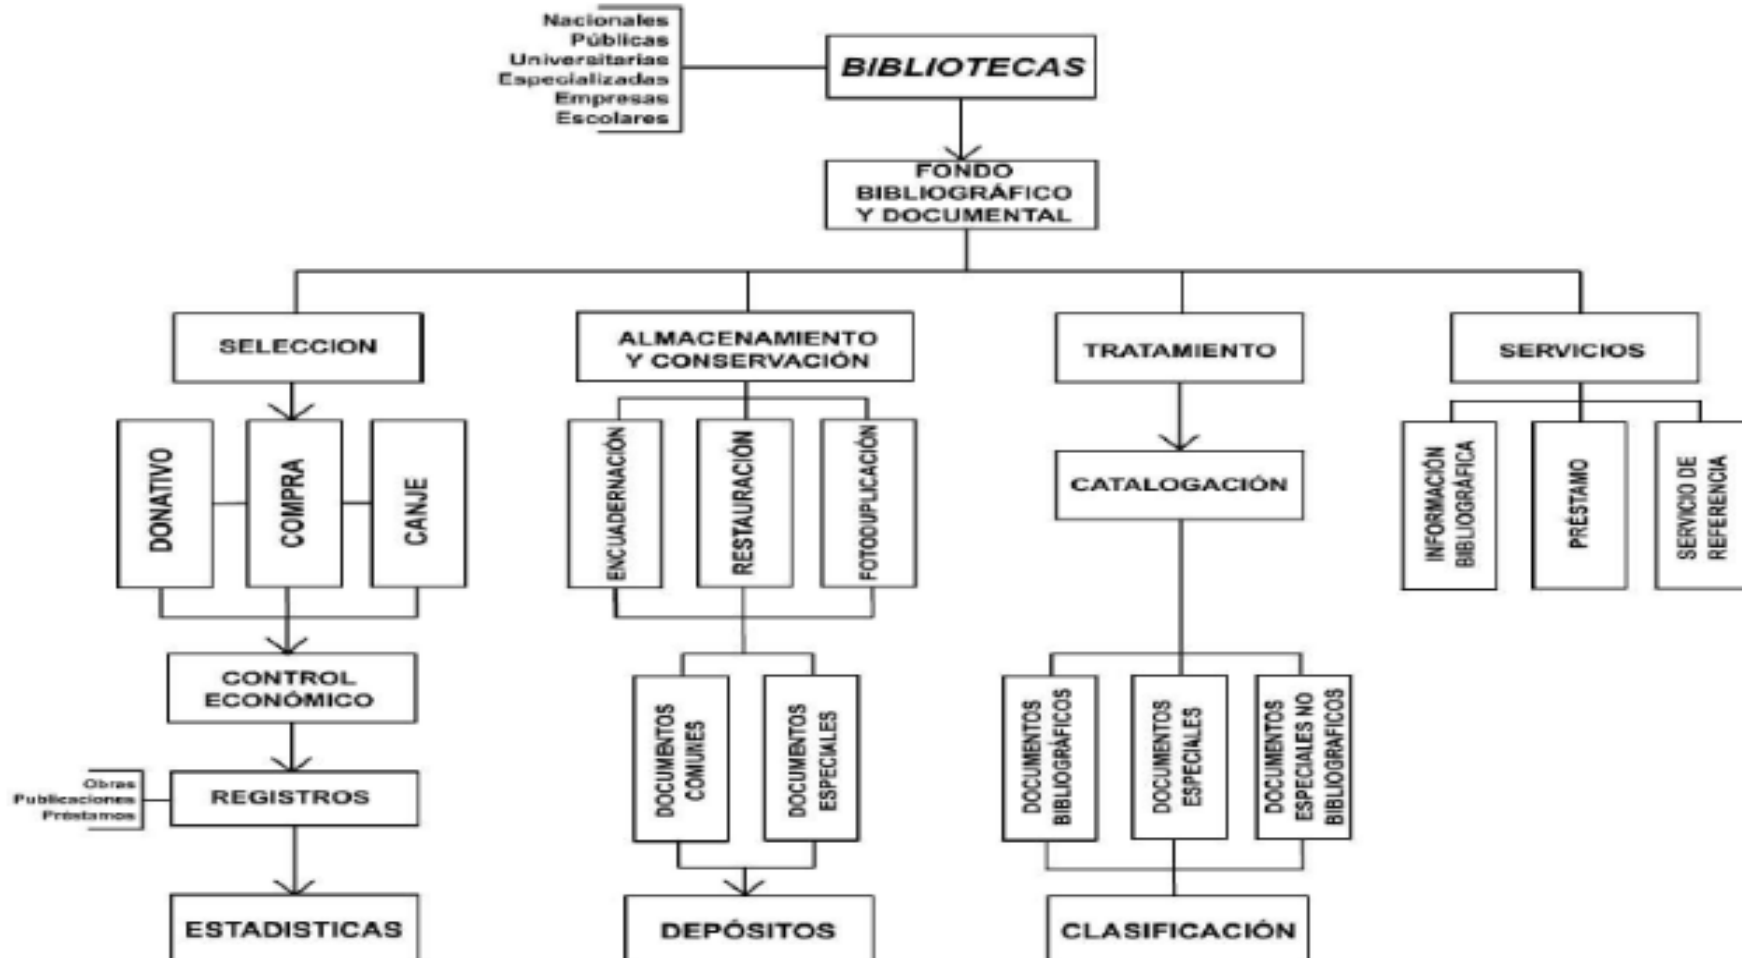 Nacionales
Públicas
Universitarias
Especializadas
Empresas
Escolares
BIBLIOTECAS
FONDO
BIBLIOGRÁFICO
Y DOCUMENTAL
SELECCION
ALMACENAMIENTO
Y CONSERVACIÓN
TRATAMIENTO
SERVICIOS
DONATIVO
COMPRA
CANJE
ENCUADERNACIÓN
RESTAURACIÓN
FOTODUPLICACIÓN
CATALOGACIÓN
INFORMACIÓN
BIBLIOGRÁFICA
PRÉSTAMO
SERVICIO DE
REFERENCIA
CONTROL
ECONÓMICO
DOCUMENTOS
COMUNES
DOCUMENTOS
ESPECIALES
DOCUMENTOS
BIBLIOGRÁFICOS
DOCUMENTOS
ESPECIALES
DOCUMENTOS
ESPECIALES NO
BIBLIOGRAFICOS
Obras
Publicaciones
Préstamos
REGISTROS
ESTADISTICAS
DEPÓSITOS
CLASIFICACIÓN